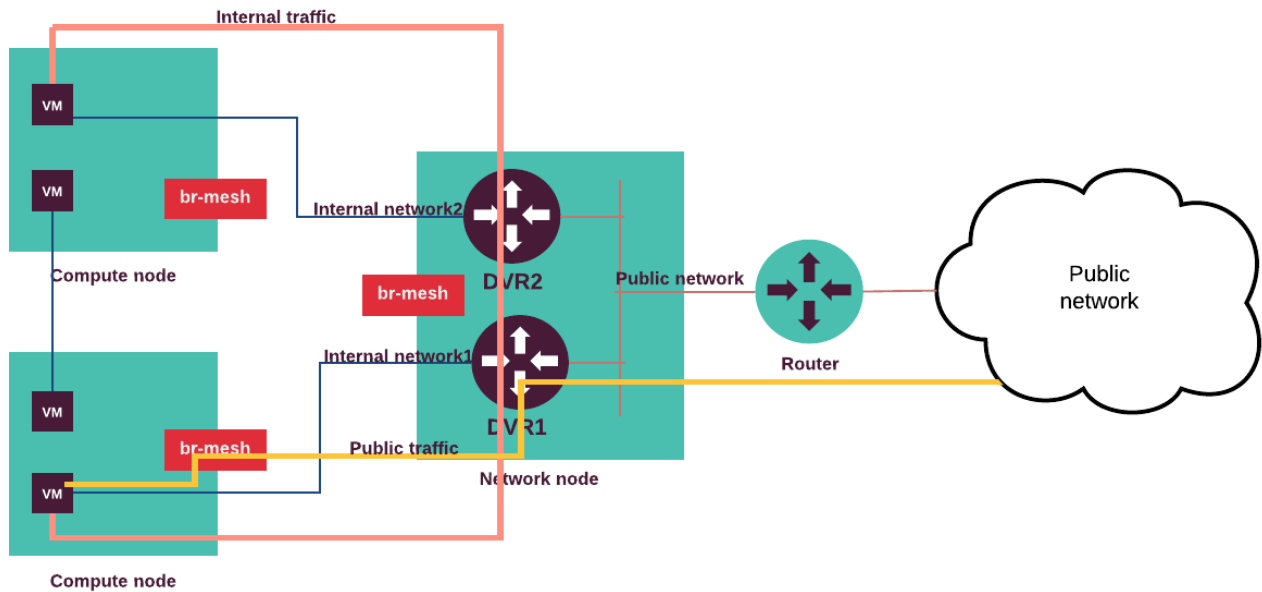 Internal traffic
VM
VM
br-mesh
Compute node
Internal network2
DVR2
br-mesh
Public network
Public
network
Internal network1
Router
DVR1
VM
br-mesh
Public traffic
VM
Network node
Compute node